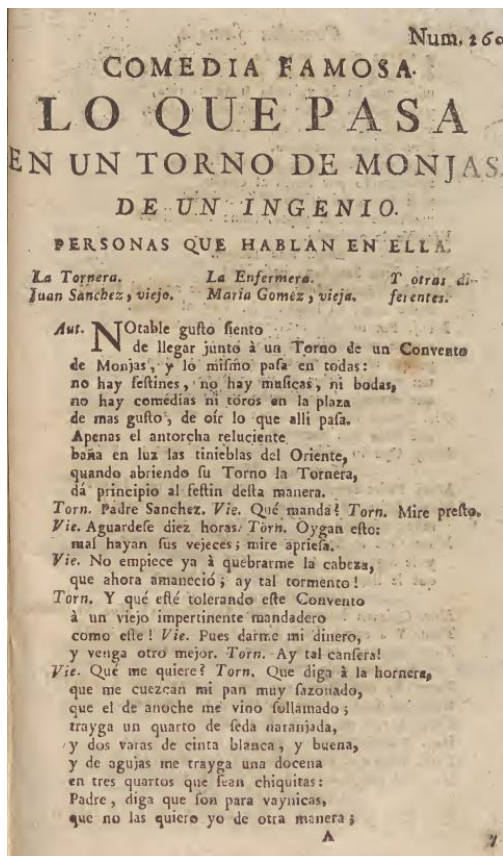 Num. 260
COMEDIA FAMOSA.
LO QUE PASA
EN UN TORNO DE MONJAS.
DE UN INGENIO.
PERSONAS QUE HABLAN EN ELLA.
La Tornera. La Enfermera. Y otras di-
Juan Sanchez, viejo. Maria Gomèz, vieja. ferentes.
Aut. NOtable gusto siento
de llegar junto à un Torno de un Convento
de Monjas, y lo mismo pasa en todas:
no hay festines, no hay musicas, ni bodas,
no hay comedias ni toros en la plaza
de mas gusto, de oír lo que alli pasa.
Apenas el antorcha reluciente
baña en luz las tinieblas del Oriente,
quando abriendo su Torno la Tornera,
dá principio al festin desta manera.
Torn. Padre Sanchez. Vie. Qué manda? Torn. Mire presto.
Vie. Aguardese diez horas. Torn. Oygan esto:
mal hayan sus vejeces; mire apriesa.
Vie. No empiece ya à quebrarme la cabeza,
que ahora amaneció; ay tal tormento!
Torn. Y qué esté tolerando este Convento
à un viejo impertinente mandadero
como este! Vie. Pues darme mi dinero,
y venga otro mejor. Torn. Ay tal cansera!
Vie. Qué me quiere? Torn. Que diga à la hornera,
que me cuezcan mi pan muy sazonado,
que el de anoche me vino sollamado;
trayga un quarto de seda naranjada,
y dos varas de cinta blanca, y buena,
y de agujas me trayga una docena
en tres quartos que sean chiquitas:
Padre, diga que son para vaynicas,
que no las quiero yo de otra manera;
A